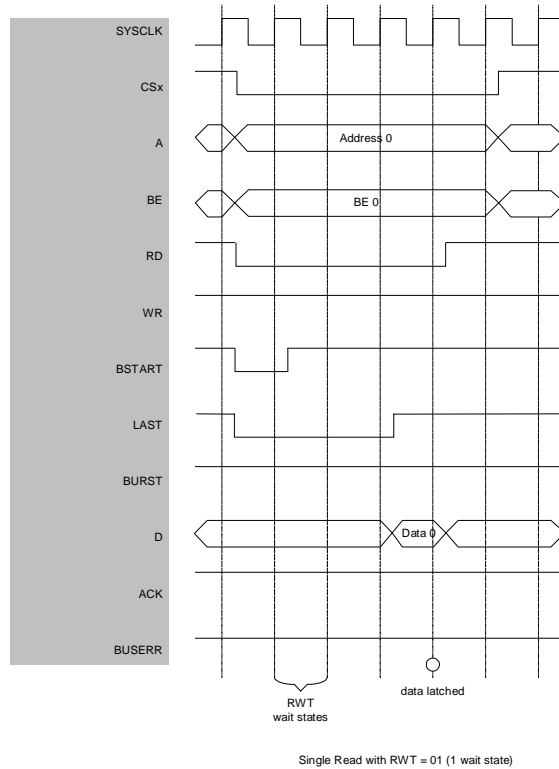 SYSCLK
CSx
A
Address 0
BE
BE 0
RD
WR
BSTART
LAST
BURST
D
Data 0
ACK
BUSERR
RWT
wait states
data latched
Single Read with RWT = 01 (1 wait state)